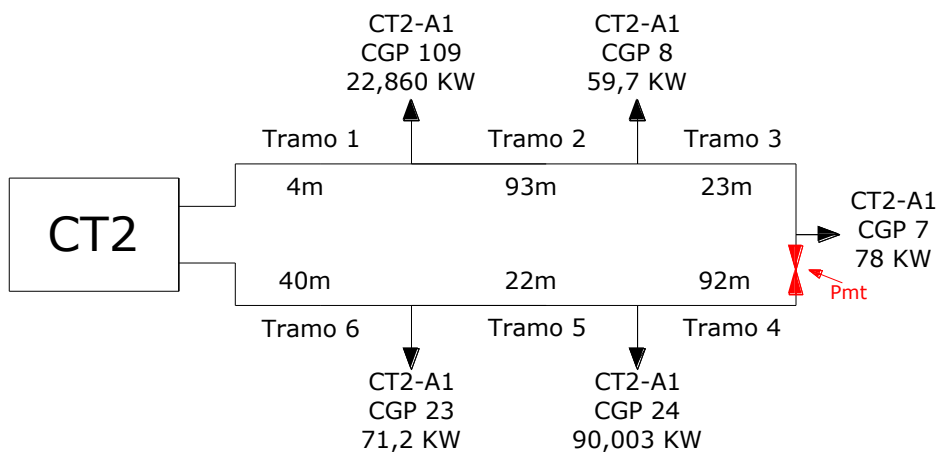 CT2-A1
CGP 109
22,860 KW
CT2-A1
CGP 8
59,7 KW
Tramo 1
Tramo 2
Tramo 3
4m
93m
23m
CT2
CT2-A1
CGP 7
78 KW
40m
22m
92m
Pmt
Tramo 6
Tramo 5
Tramo 4
CT2-A1
CGP 23
71,2 KW
CT2-A1
CGP 24
90,003 KW